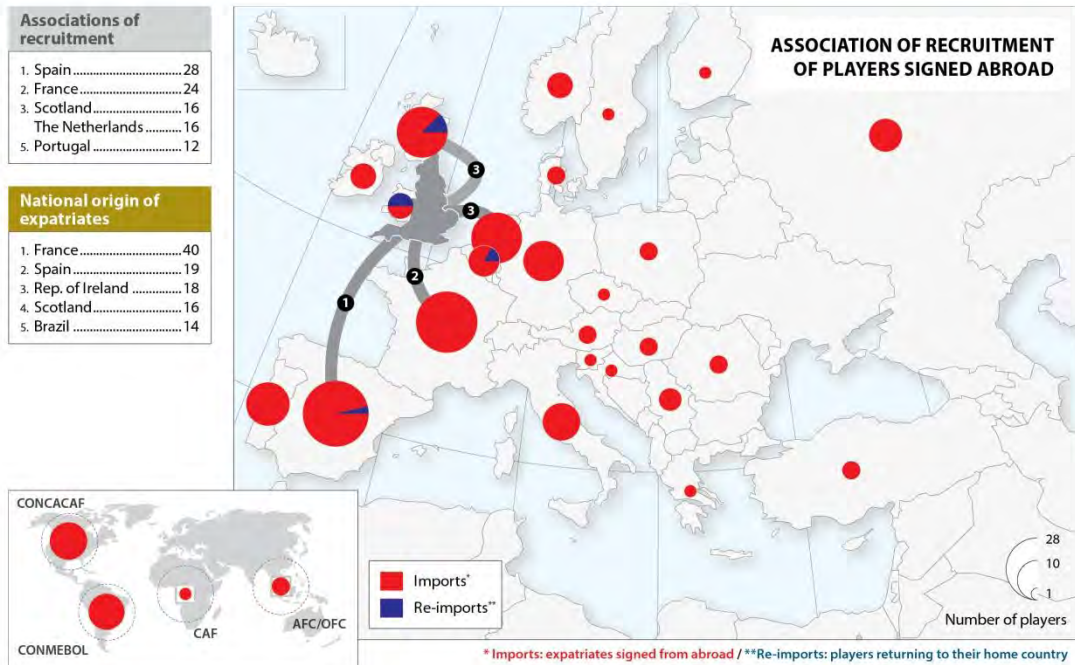 Associations of
recruitment
1. Spain .................................. 28
2. France ................................ 24
3. Scotland ............................ 16
The Netherlands .......... 16
5. Portugal ............................ 12
National origin of
expatriates
1. France ................................ 40
2. Spain .................................. 19
3. Rep. of Ireland ................ 18
4. Scotland ............................ 16
5. Brazil .................................. 14
ASSOCIATION OF RECRUITMENT
OF PLAYERS SIGNED ABROAD
3
3
2
1
CONCACAF
CONMEBOL
CAF
AFC/OFC
Imports*
Re-imports**
28
10
1
Number of players
* Imports: expatriates signed from abroad / **Re-imports: players returning to their home country